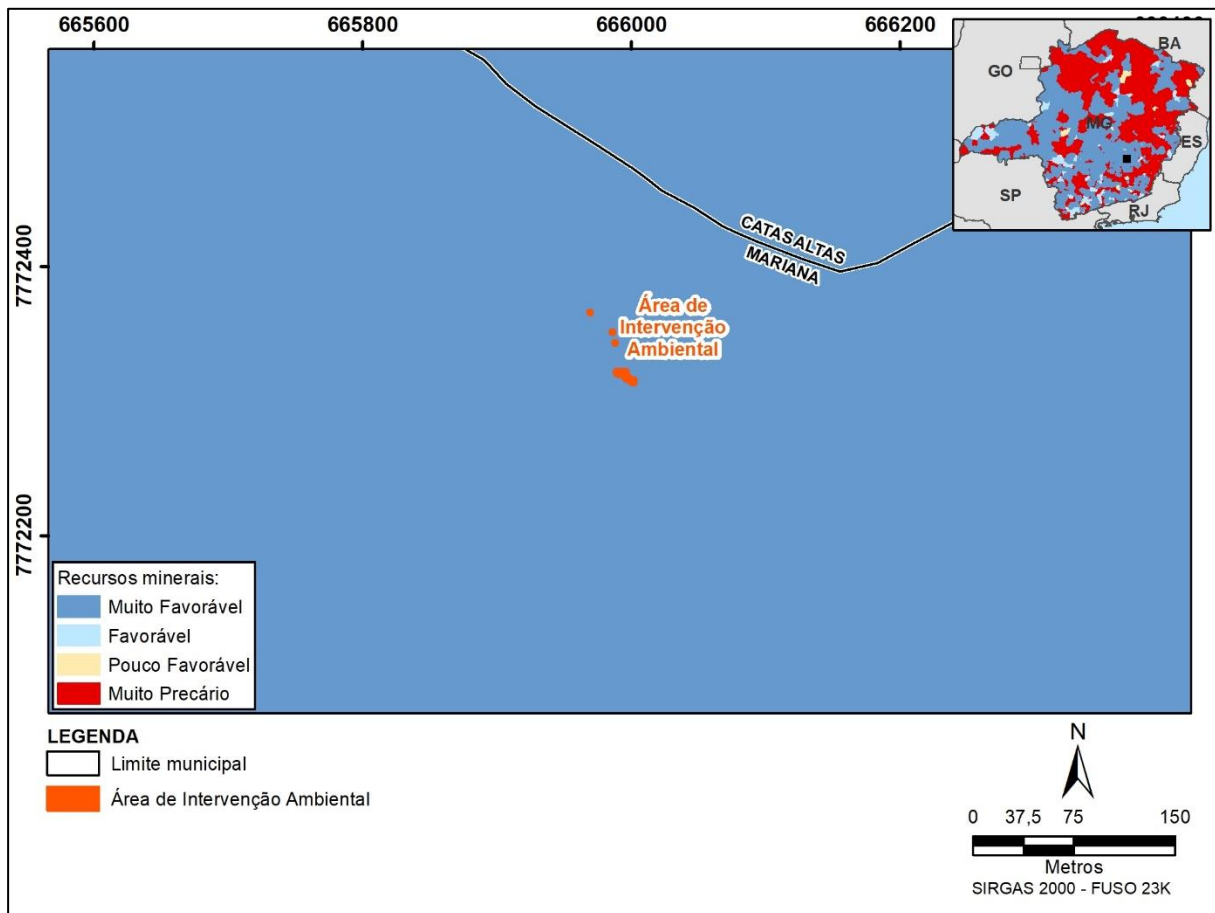 665600
665800
666000
666200
7772400
7772200
BA
GO
MG
ES
SP
RJ
CATAS ALTAS
MARIANA
Área de
Intervenção
Ambiental
Recursos minerais:
Muito Favorável
Favorável
Pouco Favorável
Muito Precário
LEGENDA
Limite municipal
Área de Intervenção Ambiental
N
0 37,5 75 150
Metros
SIRGAS 2000 - FUSO 23K